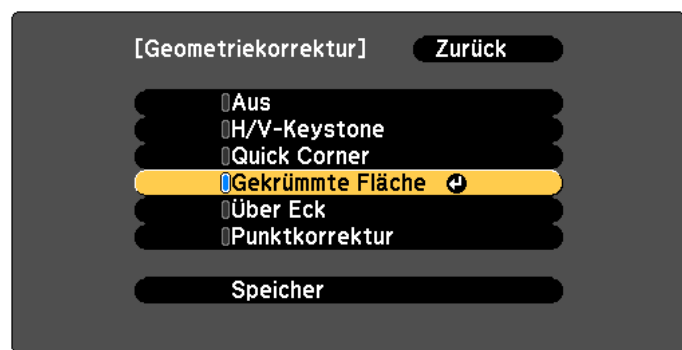 [Geometriekorrektur] Zurück
Aus
H/V-Keystone
Quick Corner
Gekrümmte Fläche
Über Eck
Punktkorrektur
Speicher